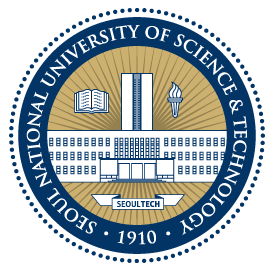 SEOUL NATIONAL UNIVERSITY OF SCIENCE & TECHNOLOGY
SEOULTECH
· 1910 ·